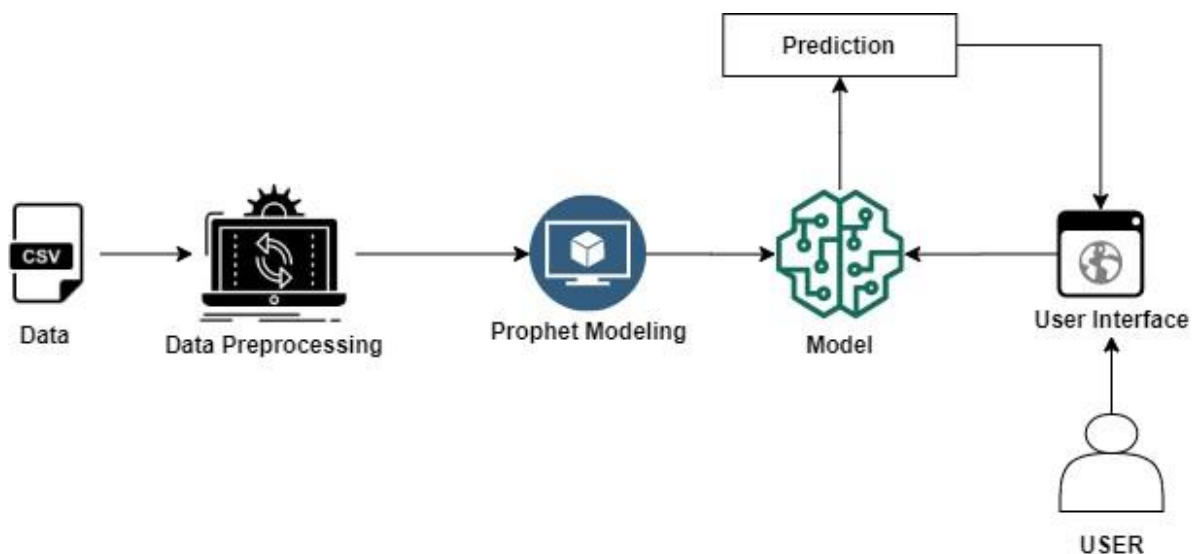 Prediction
CSV
Data
Data Preprocessing
Prophet Modeling
Model
User Interface
USER